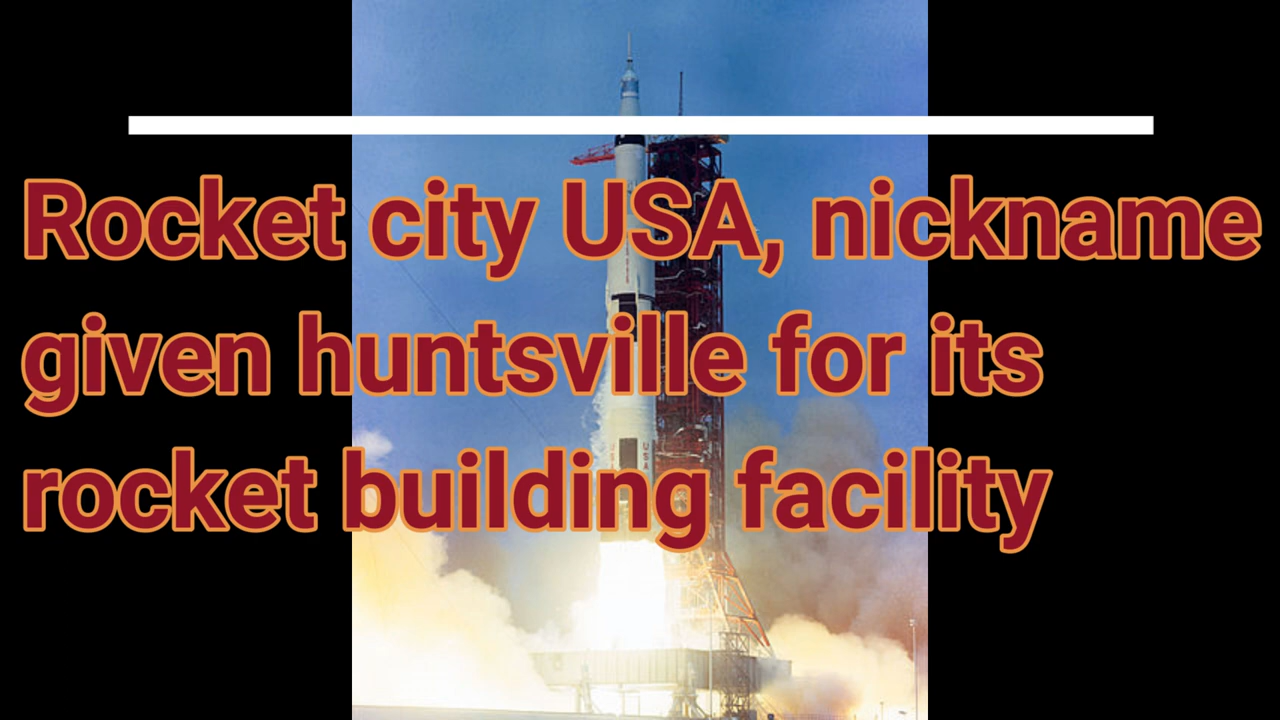 Rocket city USA, nickname
given huntsville for its
rocket building facility